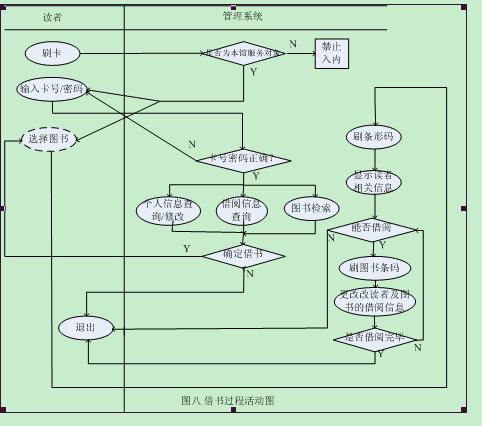 读者
管理系统
刷卡
是否为本馆服务对象
N
禁止
入内
Y
输入卡号/密码
选择图书
N
卡号密码正确?
Y
刷条形码
显示读者
相关信息
个人信息查
询/修改
借阅信息
查询
图书检索
能否借阅
N
Y
Y
确定借书
N
刷图书条码
更改改读者及图
书的借阅信息
退出
是否借阅完毕
N
Y
图八 借书过程活动图